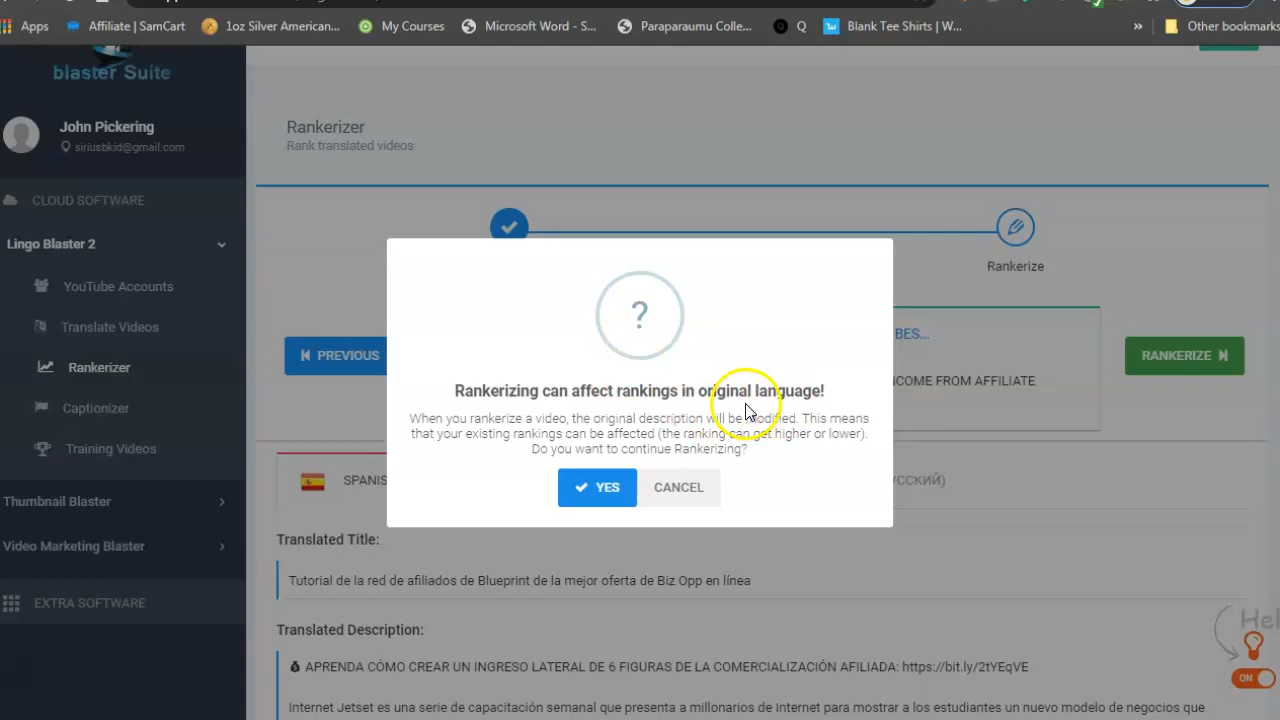 Apps
Affiliate | SamCart
1oz Silver American...
My Courses
Microsoft Word - S...
Paraparaumu Colle...
Q
Blank Tee Shirts | W...
»
Other bookmarks
blaster Suite
John Pickering
siriusbkid@gmail.com
CLOUD SOFTWARE
Lingo Blaster 2
YouTube Accounts
Translate Videos
Rankerizer
Captionizer
Training Videos
Thumbnail Blaster
Video Marketing Blaster
EXTRA SOFTWARE
Rankerizer
Rank translated videos
Rankerize
PREVIOUS
BES...
NCOME FROM AFFILIATE
RANKERIZE
?
Rankerizing can affect rankings in original language!
When you rankerize a video, the original description will be modified. This means
that your existing rankings can be affected (the ranking can get higher or lower).
Do you want to continue Rankerizing?
YES
CANCEL
SPANIS
УССКИЙ)
Translated Title:
Tutorial de la red de afiliados de Blueprint de la mejor oferta de Biz Opp en línea
Translated Description:
💰 APRENDA CÓMO CREAR UN INGRESO LATERAL DE 6 FIGURAS DE LA COMERCIALIZACIÓN AFILIADA: https://bit.ly/2tYEqVE
Internet Jetset es una serie de capacitación semanal que presenta a millonarios de Internet para mostrar a los estudiantes un nuevo modelo de negocios que
Hel
ON